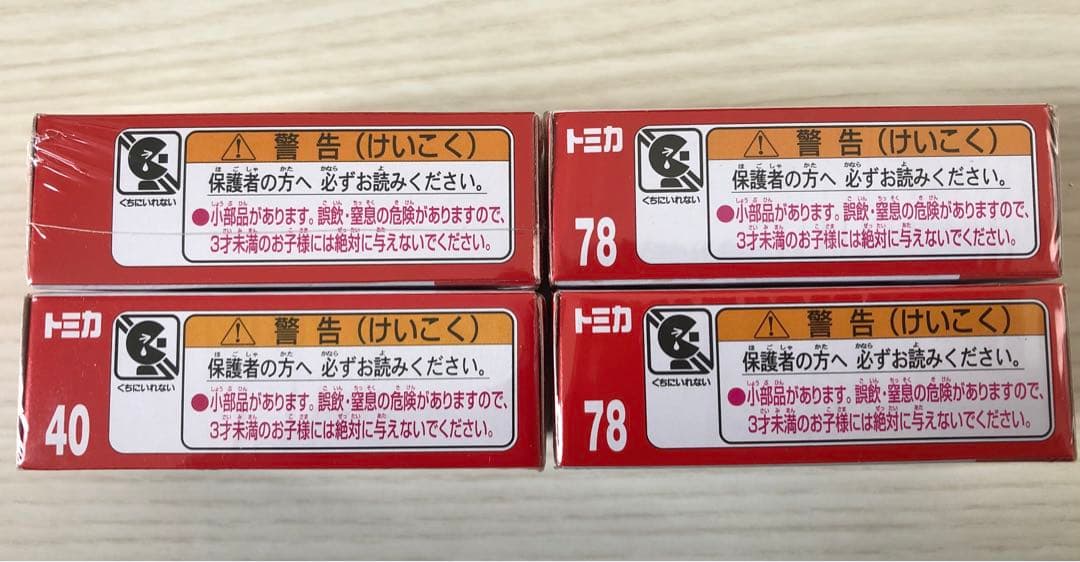 警告（けいこく）
保護者の方へ 必ずお読みください。
●小部品があります。誤飲・窒息の危険がありますので、
3才未満のお子様には絶対に与えないでください。
くちにいれない
トミカ
78
警告（けいこく）
保護者の方へ 必ずお読みください。
●小部品があります。誤飲・窒息の危険がありますので、
3才未満のお子様には絶対に与えないでください。
くちにいれない
トミカ
40
警告（けいこく）
保護者の方へ 必ずお読みください。
●小部品があります。誤飲・窒息の危険がありますので、
3才未満のお子様には絶対に与えないでください。
くちにいれない
トミカ
78
警告（けいこく）
保護者の方へ 必ずお読みください。
●小部品があります。誤飲・窒息の危険がありますので、
3才未満のお子様には絶対に与えないでください。
くちにいれない